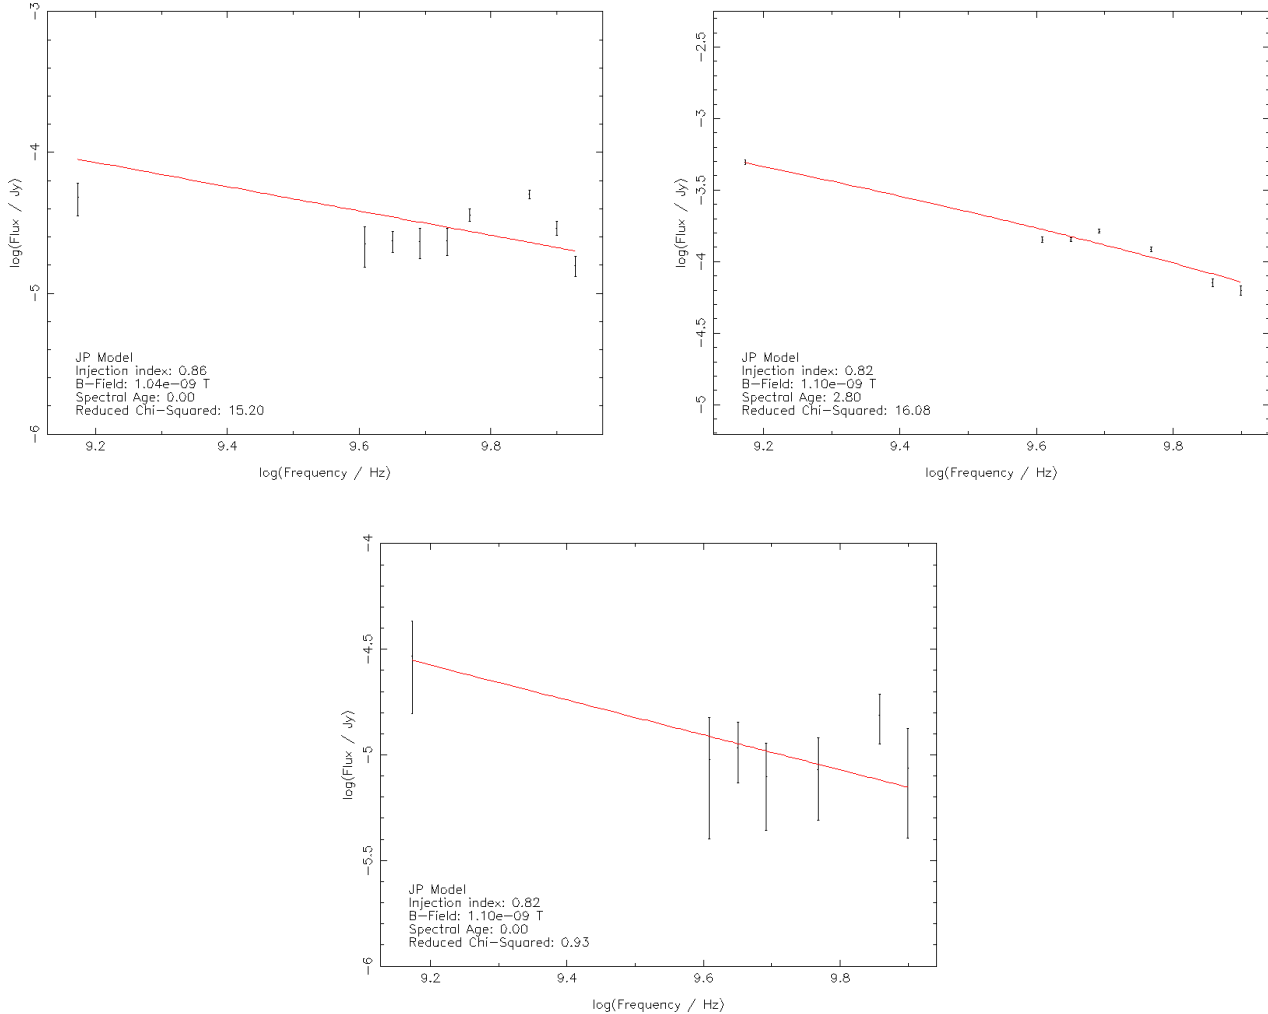 −3
−4
−5
−6
log(Flux / Jy)
JP Model
Injection index: 0.86
B−Field: 1.04e−09 T
Spectral Age: 0.00
Reduced Chi−Squared: 15.20
9.2 9.4 9.6 9.8
log(Frequency / Hz)
−2.5
−3
−3.5
−4
−4.5
−5
log(Flux / Jy)
JP Model
Injection index: 0.82
B−Field: 1.10e−09 T
Spectral Age: 2.80
Reduced Chi−Squared: 16.08
9.2 9.4 9.6 9.8
log(Frequency / Hz)
−4
−4.5
−5
−5.5
−6
log(Flux / Jy)
JP Model
Injection index: 0.82
B−Field: 1.10e−09 T
Spectral Age: 0.00
Reduced Chi−Squared: 0.93
9.2 9.4 9.6 9.8
log(Frequency / Hz)